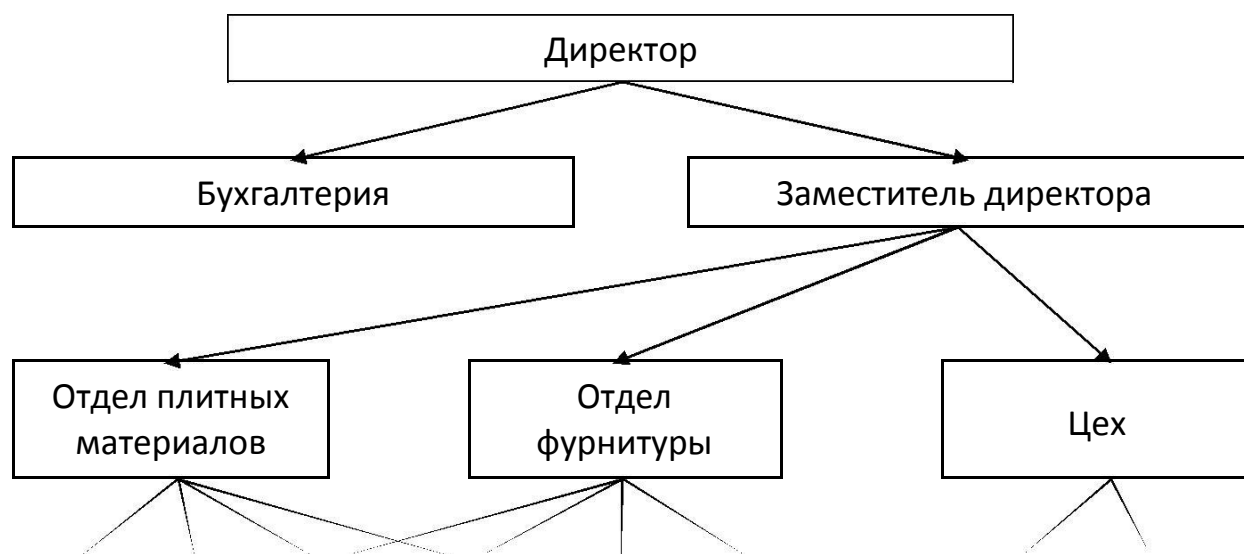 Директор
Бухгалтерия
Заместитель директора
Отдел плитных
материалов
Отдел
фурнитуры
Цех